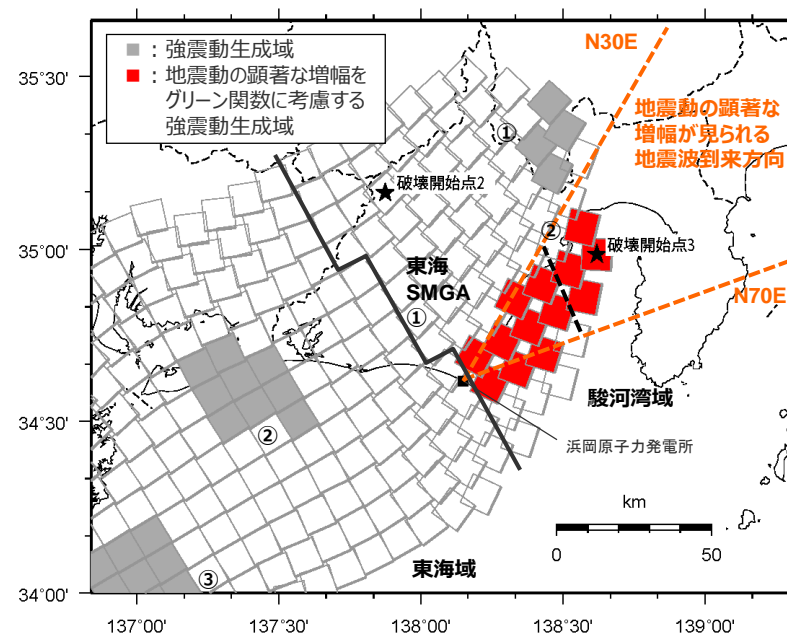 ■ : 強震動生成域
■ : 地震動の顕著な増幅を
グリーン関数に考慮する
強震動生成域
N30E
地震動の顕著な
増幅が見られる
地震波到来方向
①
破壊開始点2
②
破壊開始点3
東海
SMGA
①
N70E
駿河湾域
②
浜岡原子力発電所
km
0
50
東海域
③
35°30'
35°00'
34°30'
34°00'
137°00'
137°30'
138°00'
138°30'
139°00'